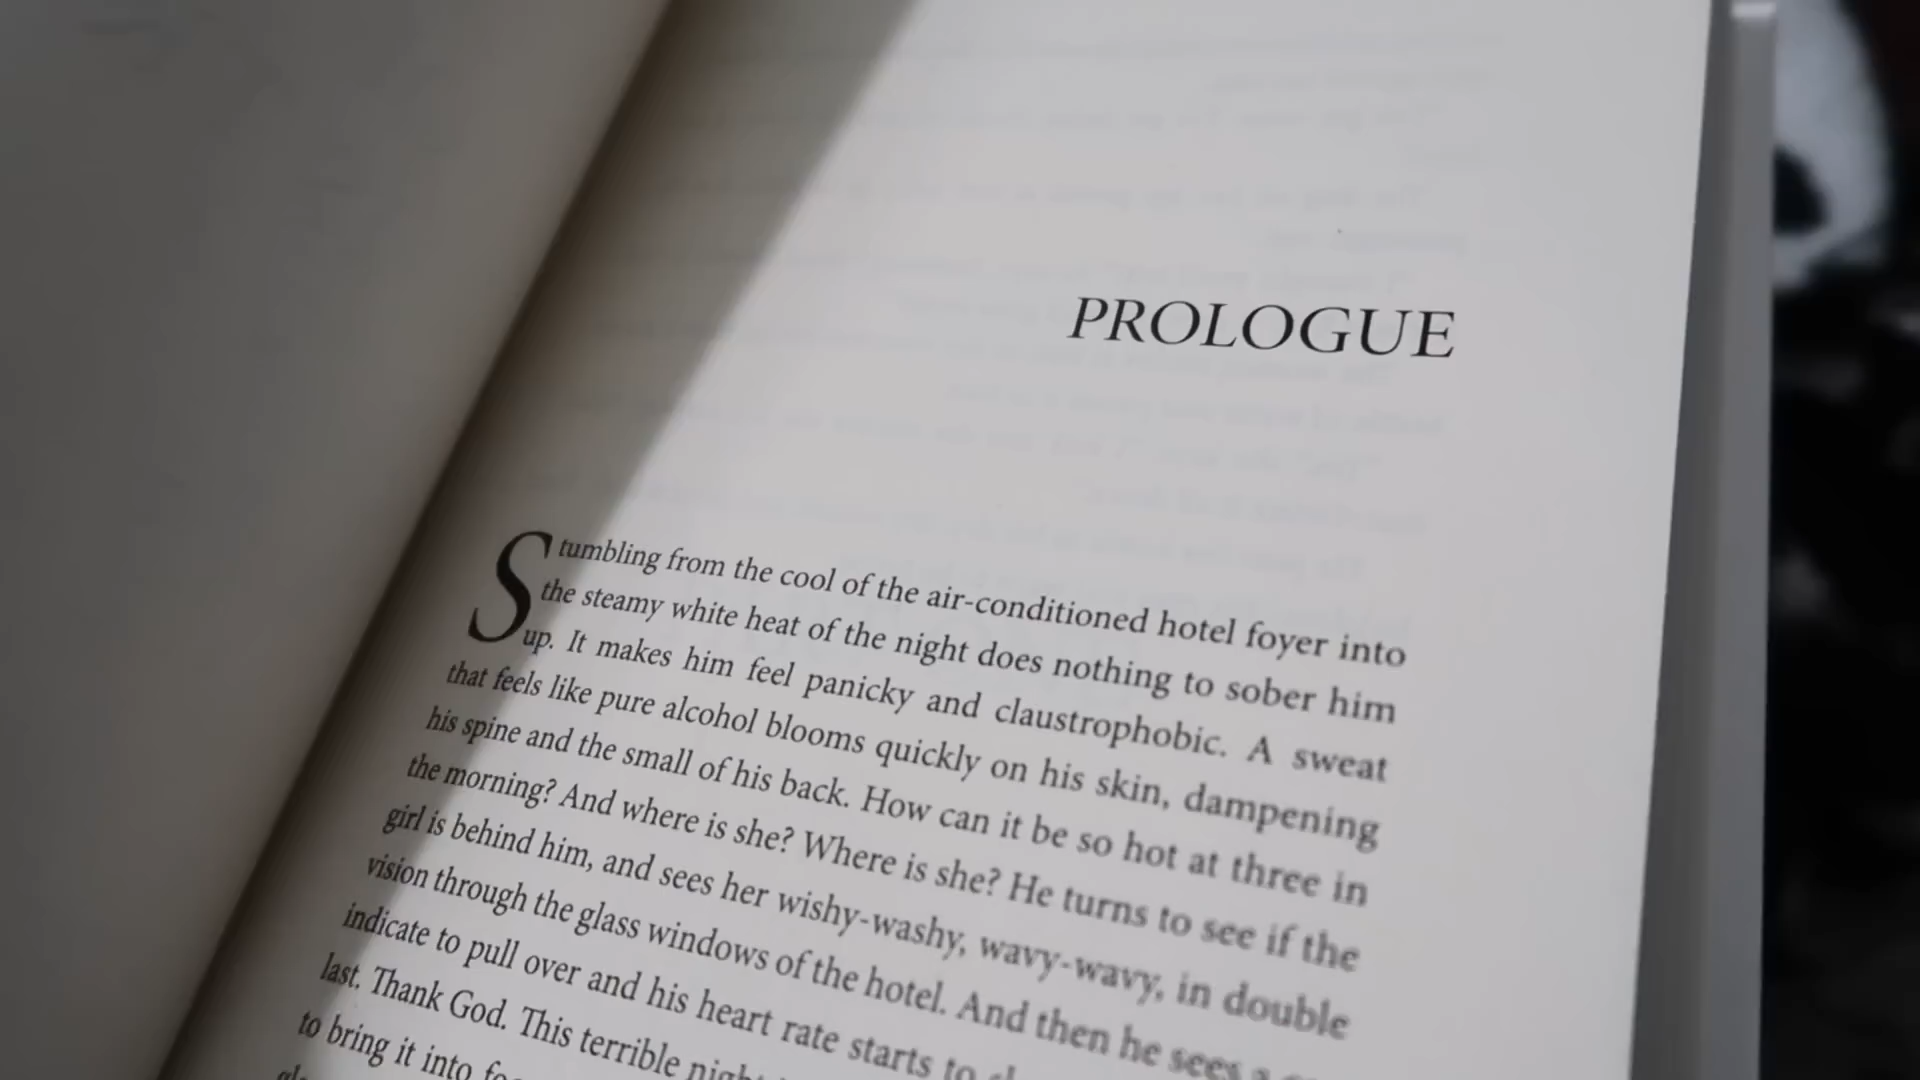 PROLOGUE
Stumbling from the cool of the air-conditioned hotel foyer into
the steamy white heat of the night does nothing to sober him
up. It makes him feel panicky and claustrophobic. A sweat
that feels like pure alcohol blooms quickly on his skin, dampening
his spine and the small of his back. How can it be so hot at three in
the morning? And where is she? Where is she? He turns to see if the
girl is behind him, and sees her wishy-washy, wavy-wavy, in double
vision through the glass windows of the hotel. And then he sees a
indicate to pull over and his heart rate starts to
last. Thank God. This terrible
to bring it into